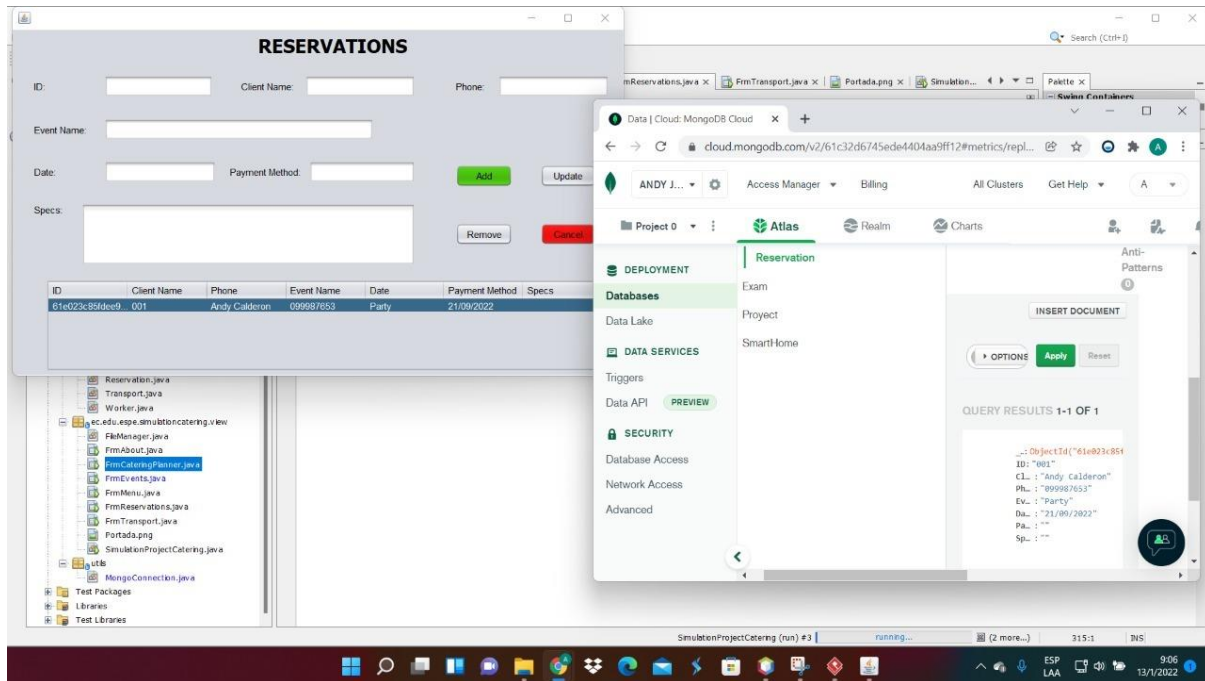 RESERVATIONS
ID:
Client Name:
Phone:
Event Name:
Date:
Payment Method:
Add
Update
Specs:
Remove
Cancel
ID Client Name Phone Event Name Date Payment Method Specs
61e023c85fdee9... 001 Andy Calderon 099987653 Party 21/09/2022
Search (Ctrl+I)
mReservations.java × FrmTransport.java × Portada.png × Simulation... Palette ×
Swing Containers
Data | Cloud: MongoDB Cloud × +
cloud.mongodb.com/v2/61c32d6745ede4404aa9ff12#metrics/repl...
A
ANDY J... Access Manager Billing All Clusters Get Help A
Project 0 Atlas Realm Charts
DEPLOYMENT
Databases
Data Lake
DATA SERVICES
Triggers
Data API PREVIEW
SECURITY
Database Access
Network Access
Advanced
Reservation
Exam
Proyect
SmartHome
Anti-
Patterns
0
INSERT DOCUMENT
OPTIONS Apply Reset
QUERY RESULTS 1-1 OF 1
_…: ObjectId("61e023c85f
ID: "001"
Cl… : "Andy Calderon"
Ph… : "099987653"
Ev… : "Party"
Da… : "21/09/2022"
Pa… : ""
Sp… : ""
Reservation.java
Transport.java
Worker.java
ec.edu.espe.simulationcatering.view
FileManager.java
FrmAbout.java
FrmCateringPlanner.java
FrmEvents.java
FrmMenu.java
FrmReservations.java
FrmTransport.java
Portada.png
SimulationProjectCatering.java
utils
MongoConnection.java
Test Packages
Libraries
Test Libraries
SimulationProjectCatering (run) #3 running... (2 more...) 315:1 INS
ESP
LAA
9:06
13/1/2022